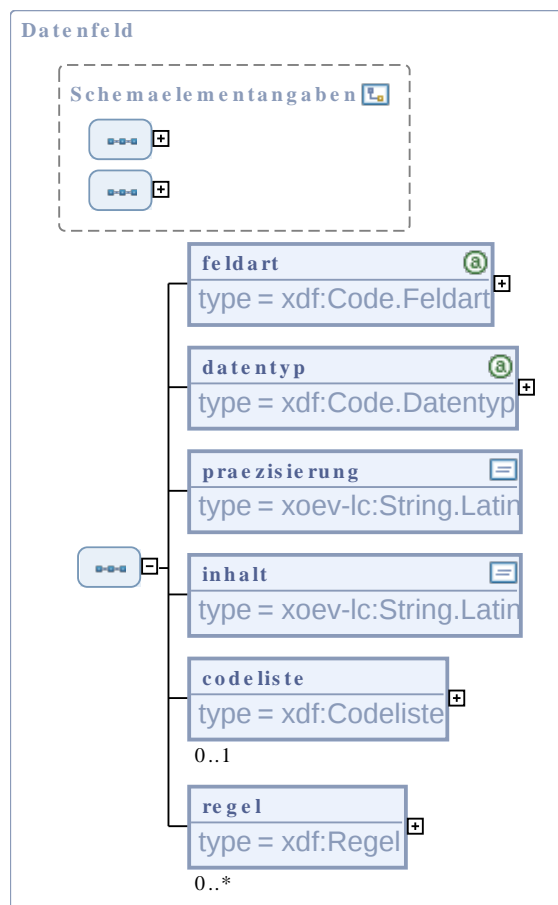 Datenfeld
Schemaelementangaben
feldart
type = xdf:Code.Feldart
datentyp
type = xdf:Code.Datentyp
praezisierung
type = xoev-lc:String.Latin
inhalt
type = xoev-lc:String.Latin
codeliste
type = xdf:Codeliste
0..1
regel
type = xdf:Regel
0..*